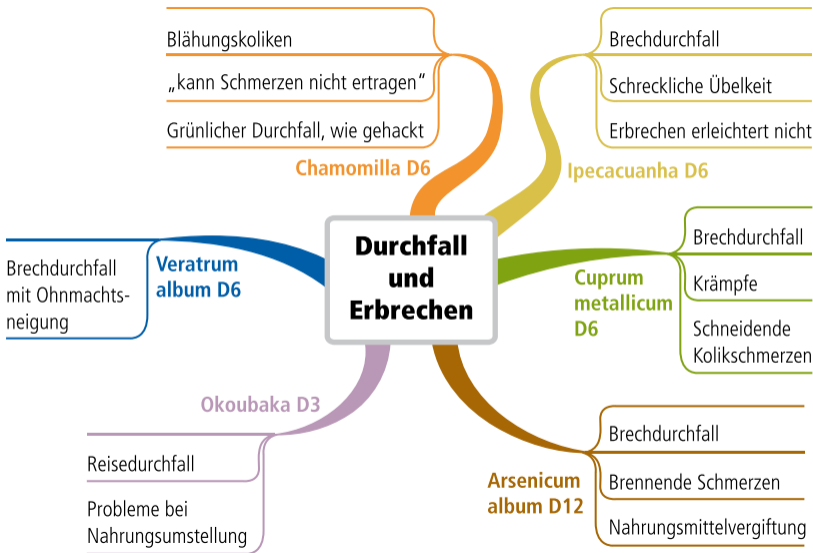 Durchfall
und
Erbrechen
Chamomilla D6
Blähungskoliken
„kann Schmerzen nicht ertragen“
Grünlicher Durchfall, wie gehackt
Ipecacuanha D6
Brechdurchfall
Schreckliche Übelkeit
Erbrechen erleichtert nicht
Cuprum
metallicum
D6
Brechdurchfall
Krämpfe
Schneidende
Kolikschmerzen
Arsenicum
album D12
Brechdurchfall
Brennende Schmerzen
Nahrungsmittelvergiftung
Okoubaka D3
Reisedurchfall
Probleme bei
Nahrungsumstellung
Veratrum
album D6
Brechdurchfall
mit Ohnmachts-
neigung